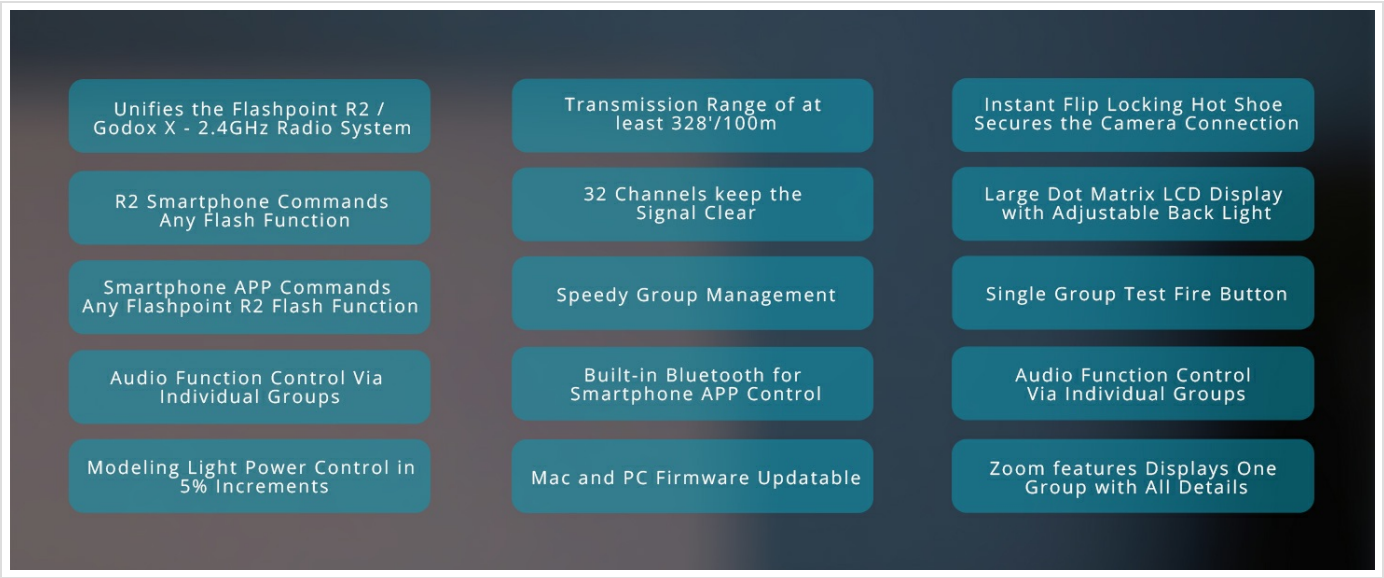 Unifies the Flashpoint R2 /
Godox X - 2.4GHz Radio System
Transmission Range of at
least 328'/100m
Instant Flip Locking Hot Shoe
Secures the Camera Connection
R2 Smartphone Commands
Any Flash Function
32 Channels keep the
Signal Clear
Large Dot Matrix LCD Display
with Adjustable Back Light
Smartphone APP Commands
Any Flashpoint R2 Flash Function
Speedy Group Management
Single Group Test Fire Button
Audio Function Control Via
Individual Groups
Built-in Bluetooth for
Smartphone APP Control
Audio Function Control
Via Individual Groups
Modeling Light Power Control in
5% Increments
Mac and PC Firmware Updatable
Zoom features Displays One
Group with All Details